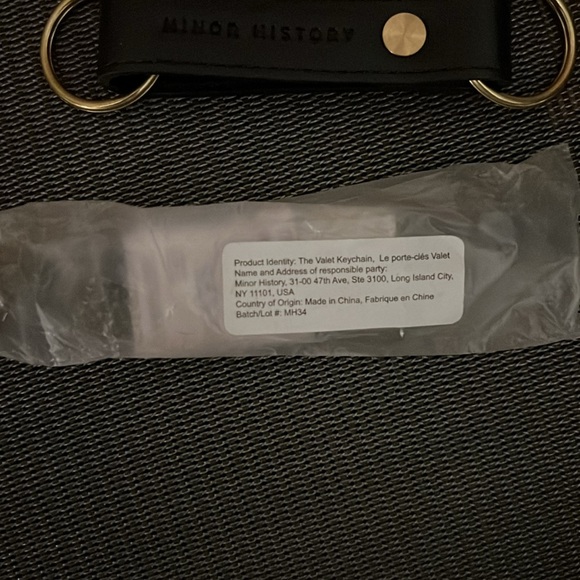 MINOR HISTORY
Product Identity: The Valet Keychain, Le porte-clés Valet
Name and Address of responsible party:
Minor History, 31-00 47th Ave, Ste 3100, Long Island City,
NY 11101, USA
Country of Origin: Made in China, Fabrique en Chine
Batch/Lot #: MH34